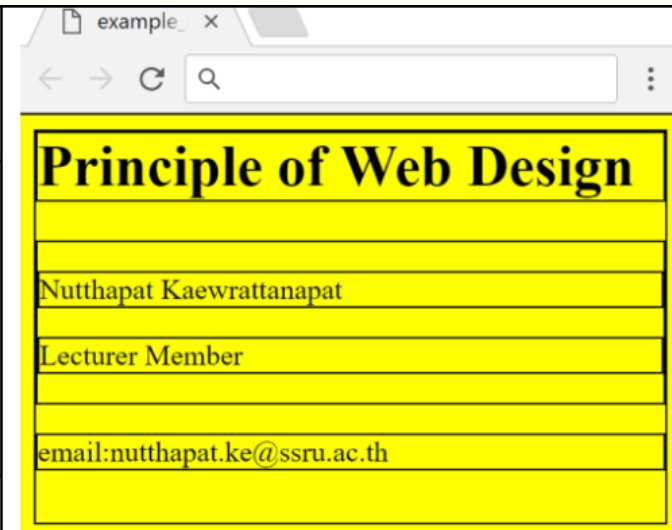 example_
Principle of Web Design
Nutthapat Kaewrattanapat
Lecturer Member
email:nutthapat.ke@ssru.ac.th